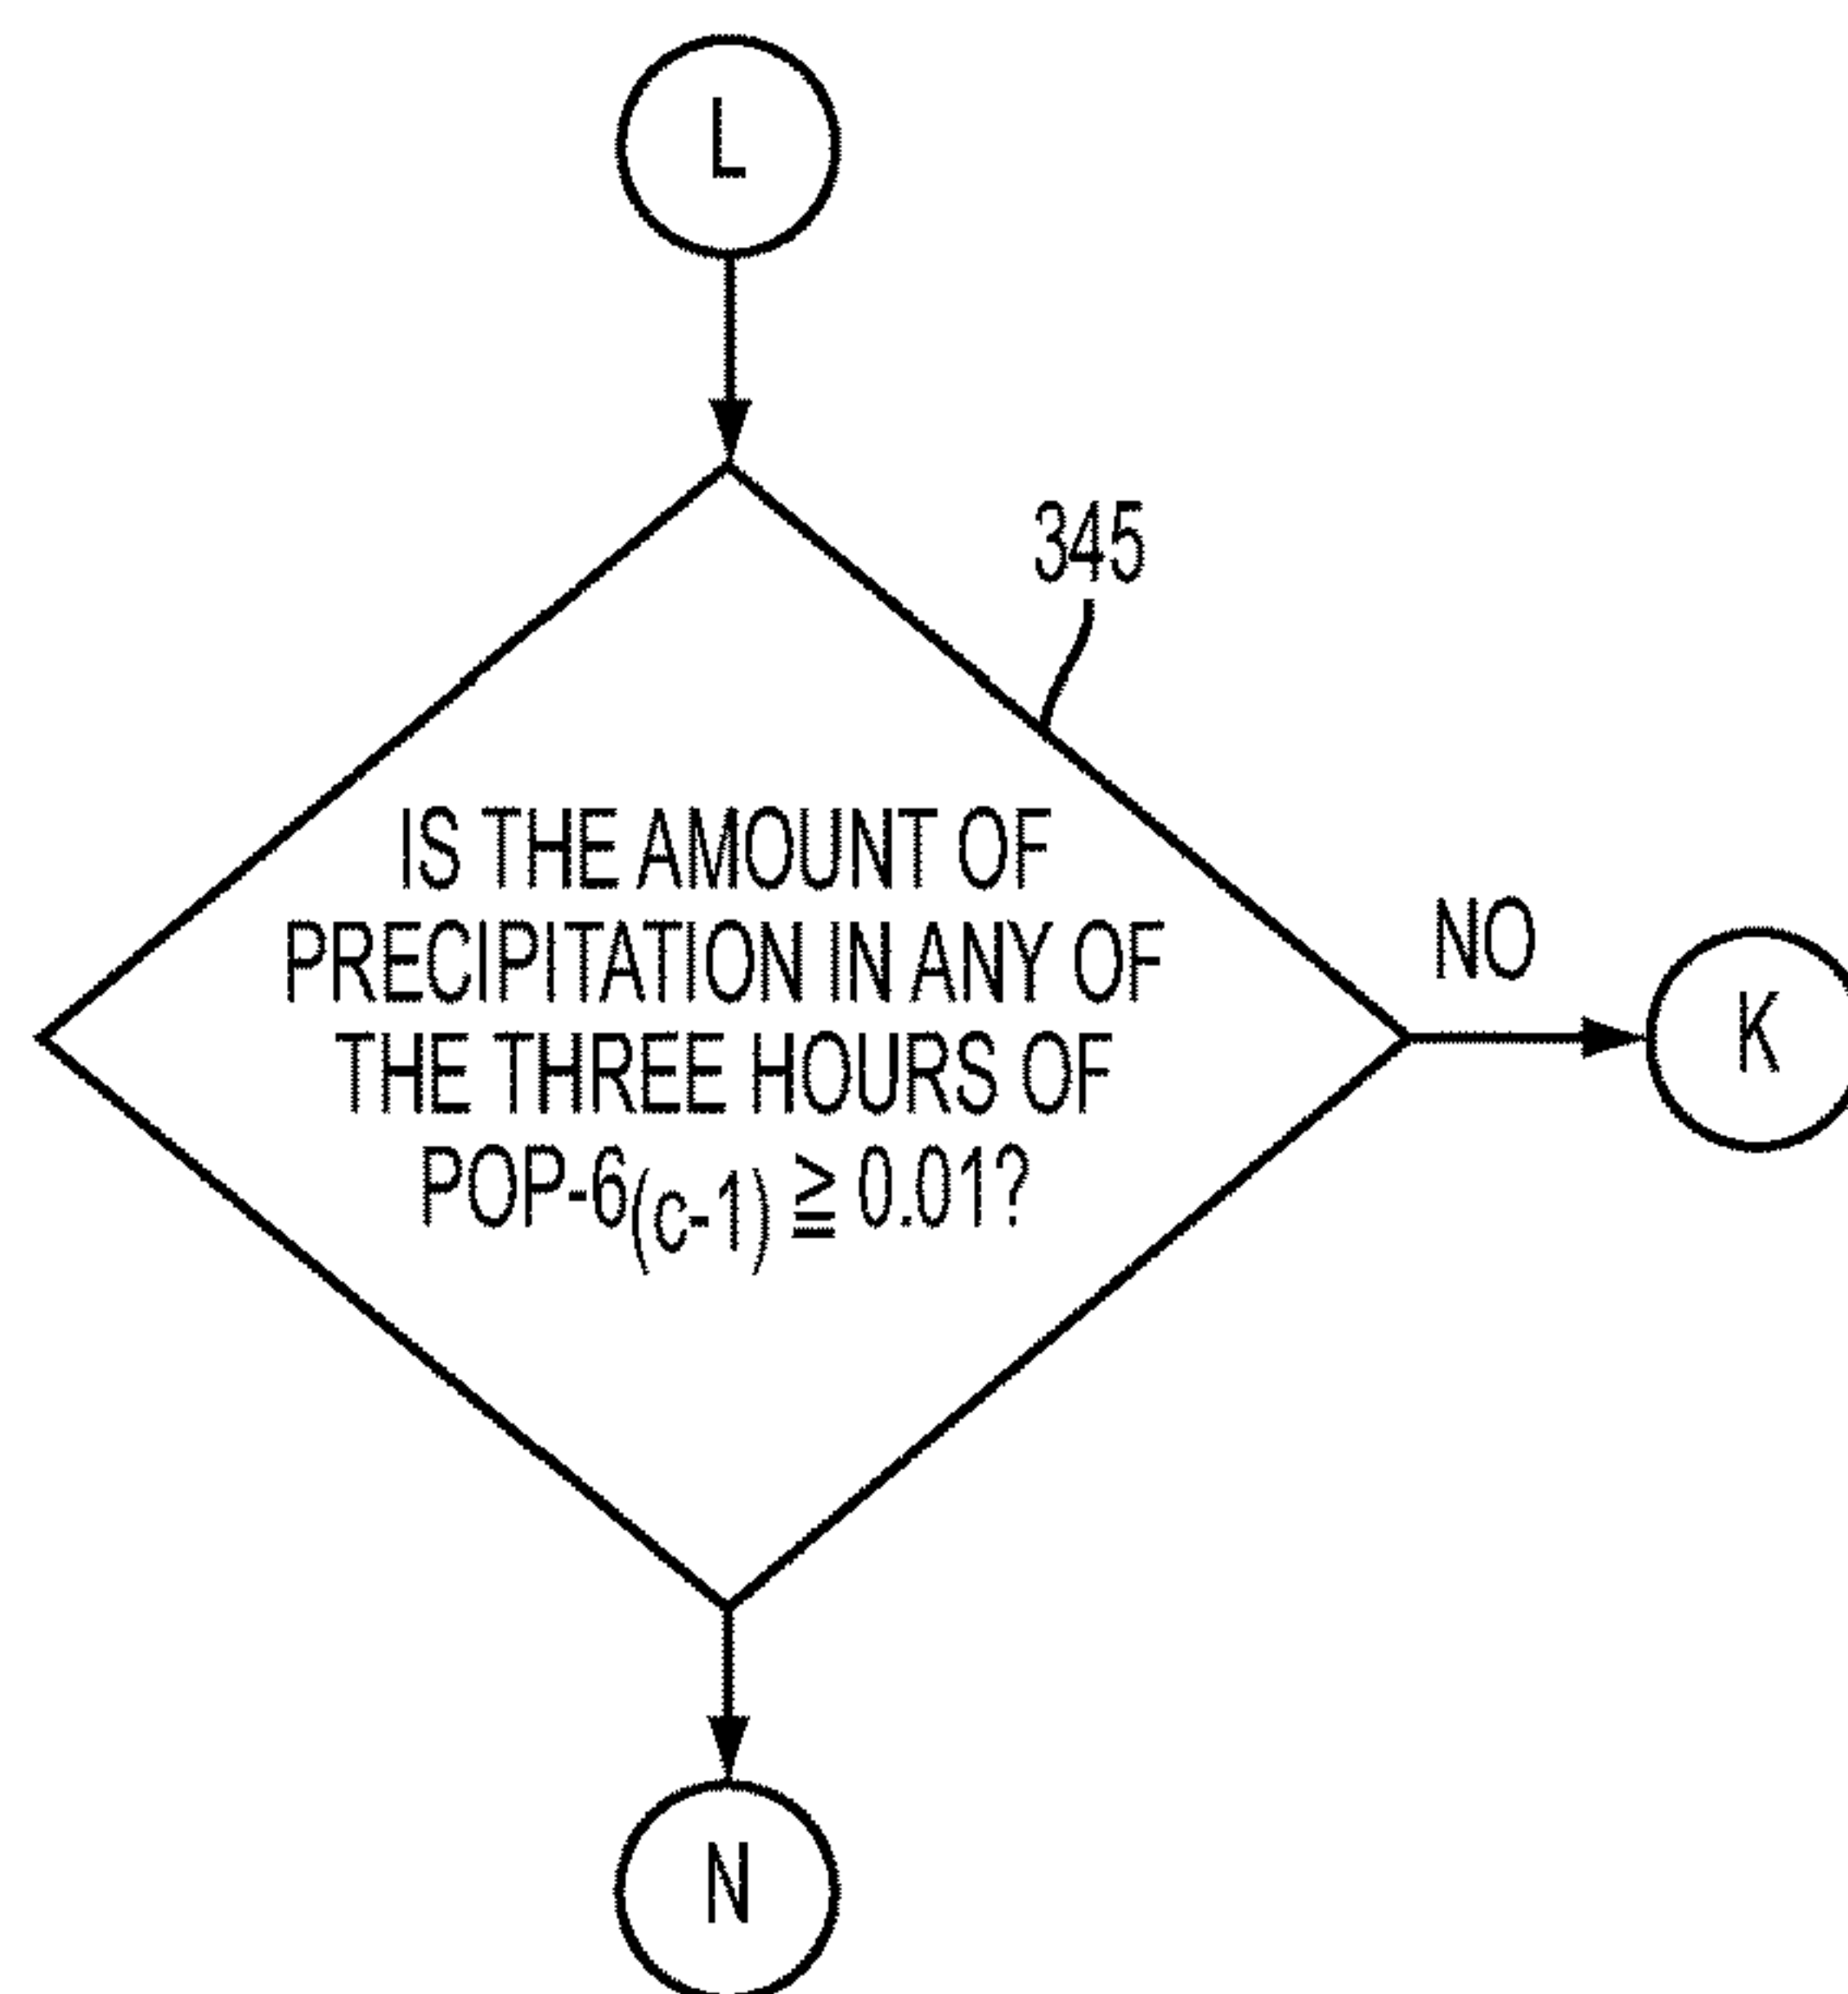 L
345
IS THE AMOUNT OF
PRECIPITATION IN ANY OF
THE THREE HOURS OF
POP-6(c-1) ≧ 0.01?
NO
K
N